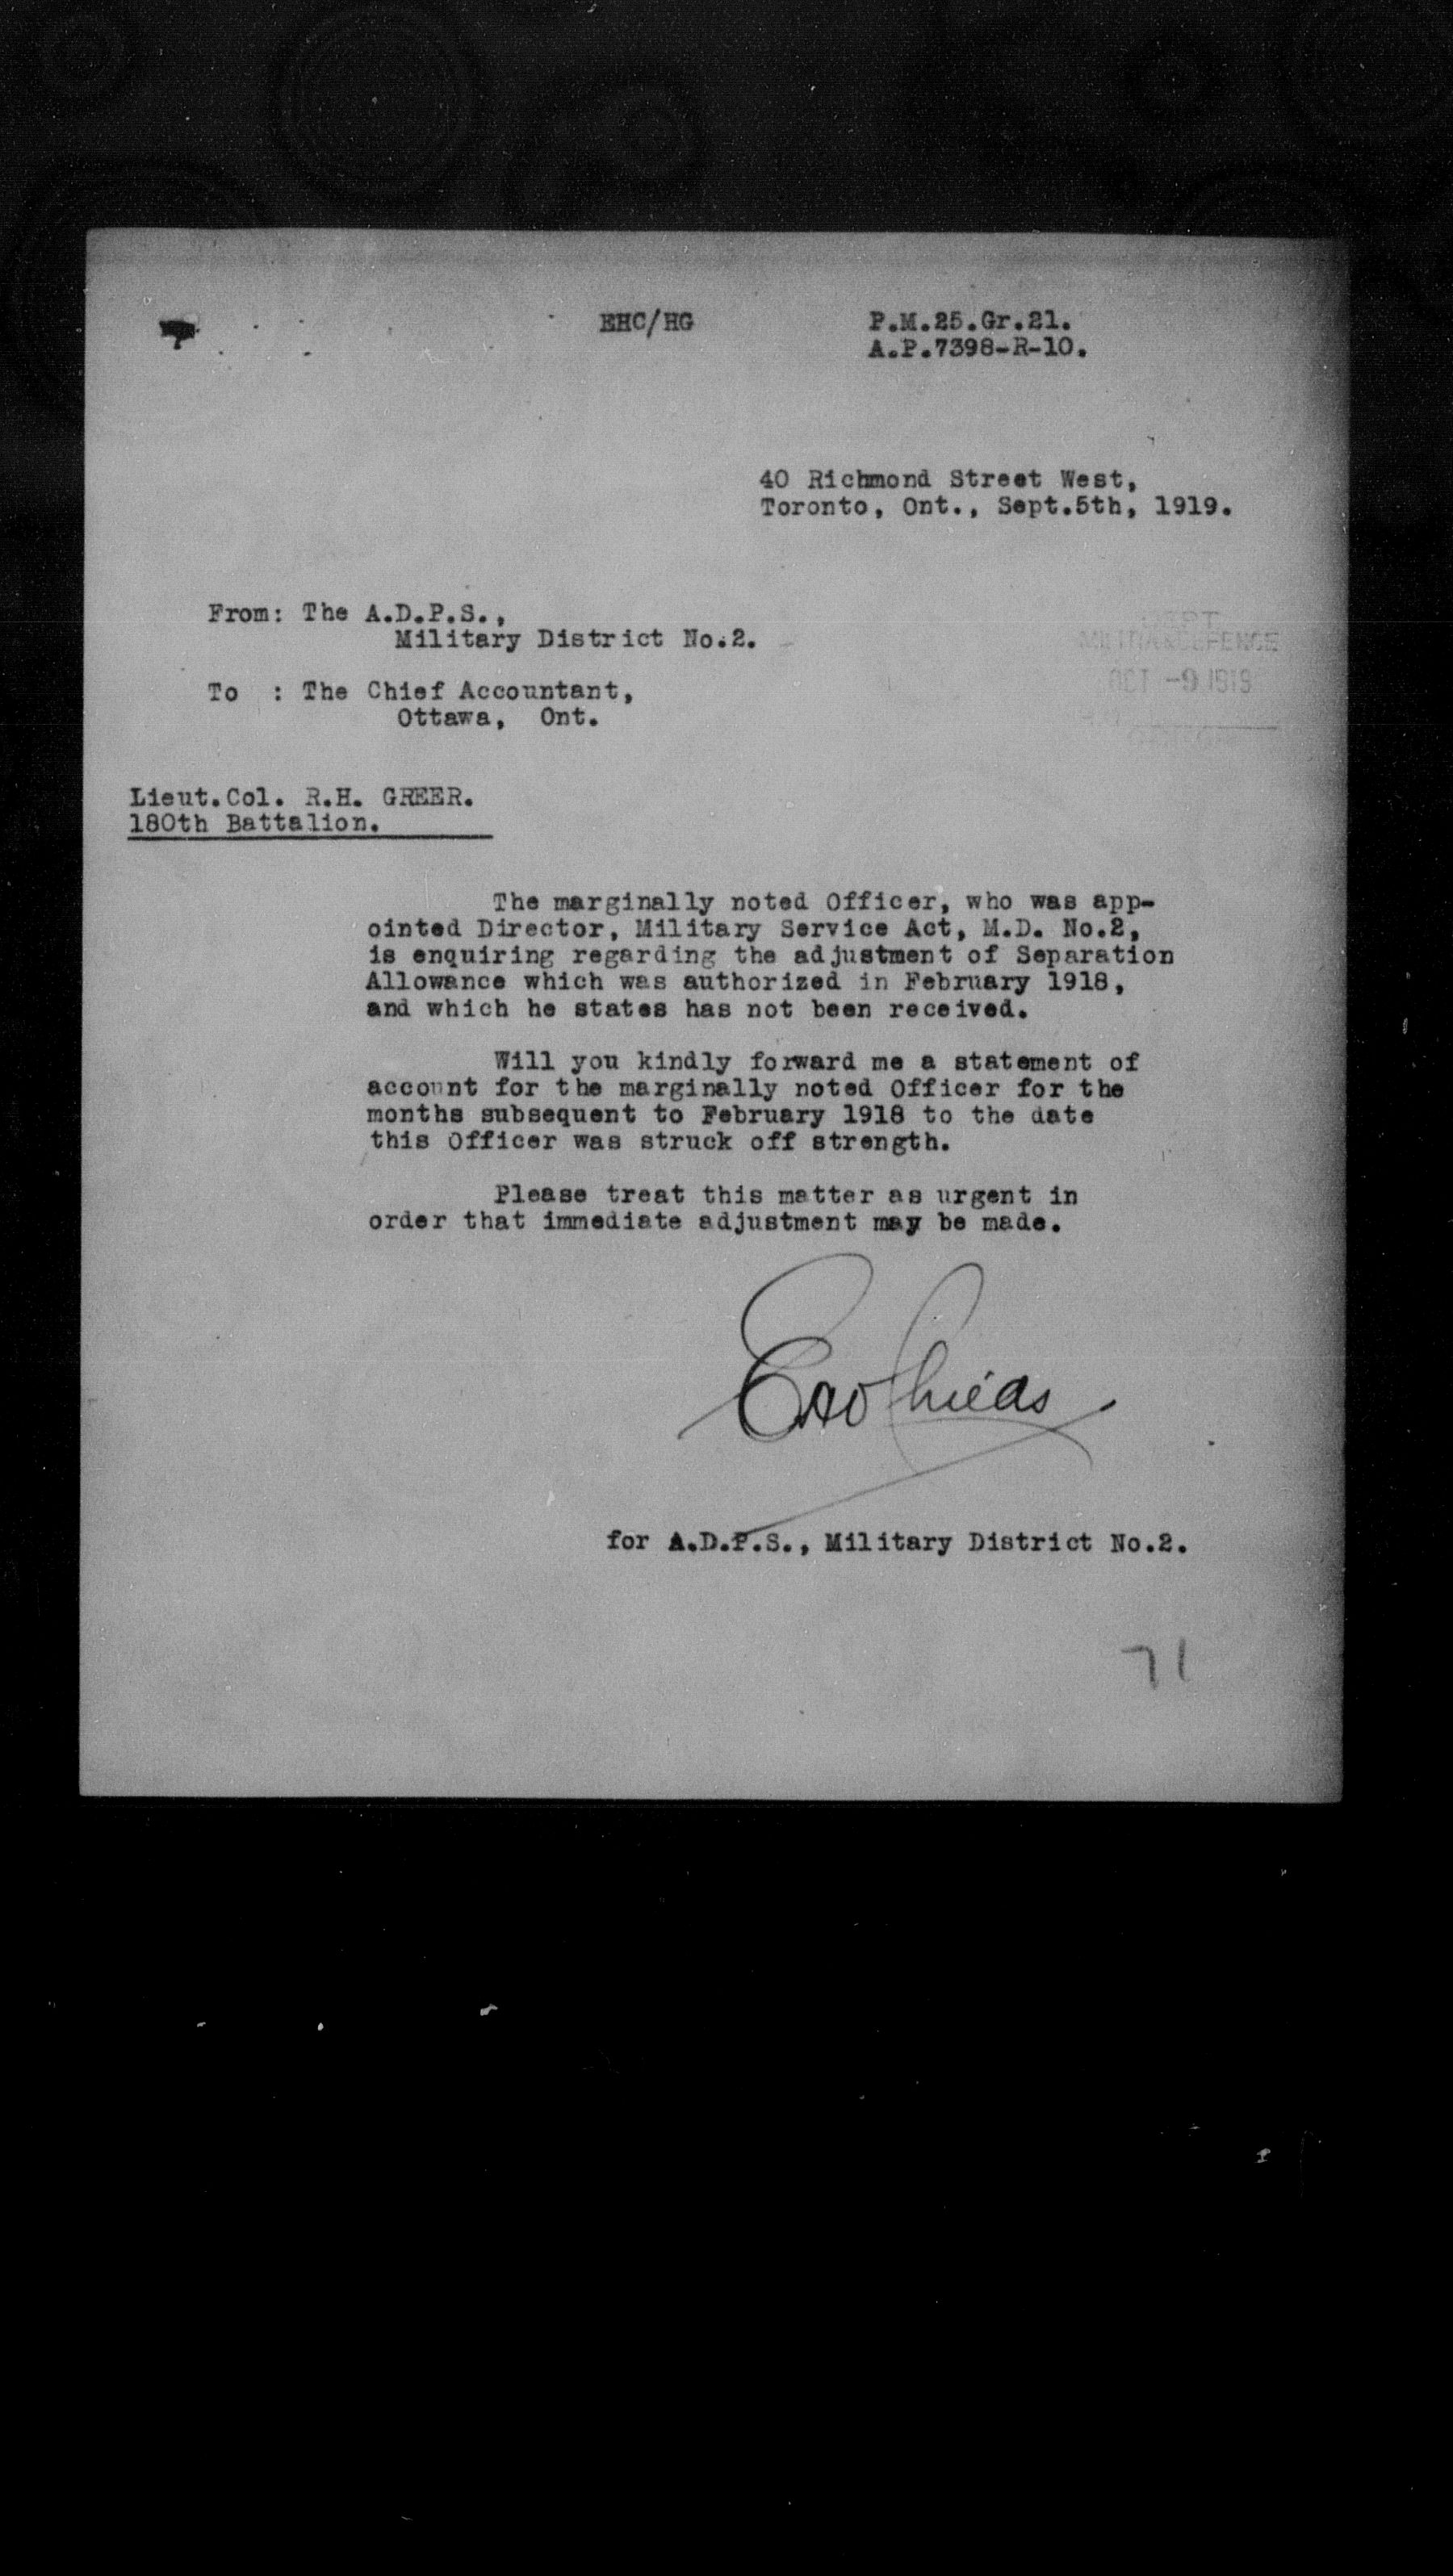 EHC/HG
P.M.25.Gr.21.
A.P.7398-R-10.
40 Richmond Street West,
Toronto, Ont., Sept.5th, 1919.
From: The A.D.P.S.,
Military District No.2.
DEPT.
MILITIA & DEFENCE
OCT -9 1919
To : The Chief Accountant,
Ottawa, Ont.
Lieut.Col. R.H. GREER.
180th Battalion.
The marginally noted Officer, who was app-
ointed Director, Military Service Act, M.D. No.2,
is enquiring regarding the adjustment of Separation
Allowance which was authorized in February 1918,
and which he states has not been received.
Will you kindly forward me a statement of
account for the marginally noted Officer for the
months subsequent to February 1918 to the date
this Officer was struck off strength.
Please treat this matter as urgent in
order that immediate adjustment may be made.
for A.D.P.S., Military District No.2.
71